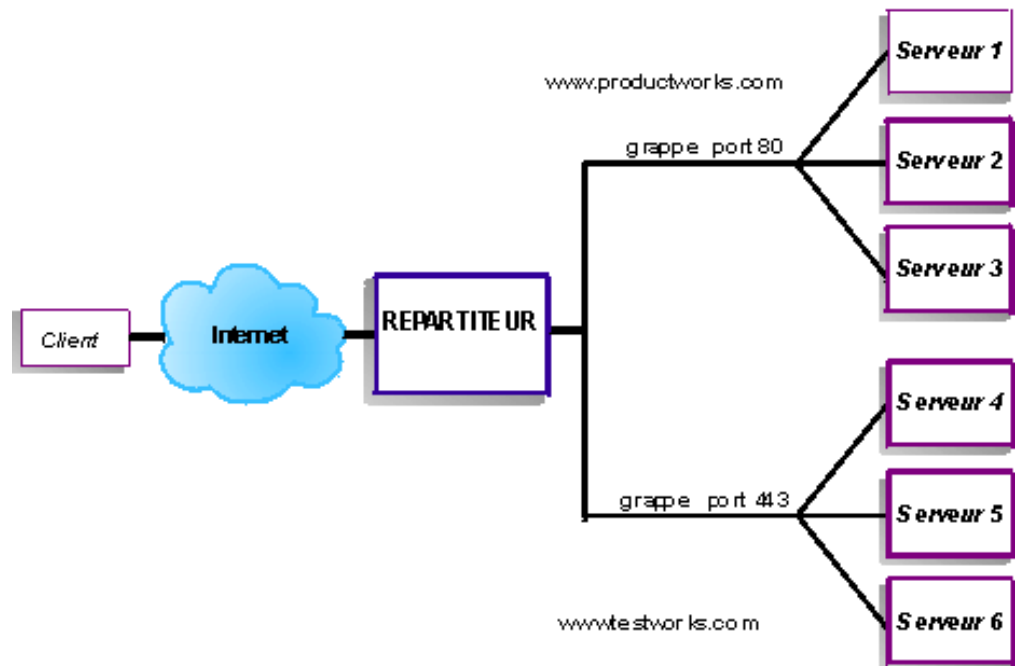 Serveur 1
www.productworks.com
grappe port 80
Serveur 2
Serveur 3
Client
Internet
REPARTITEUR
Serveur 4
grappe port 443
Serveur 5
www.testworks.com
Serveur 6